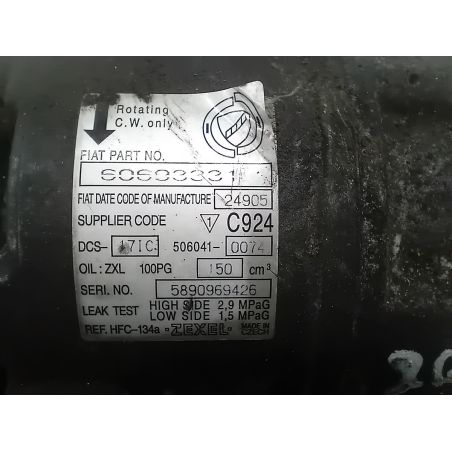 Rotating
C.W. only
FIAT PART NO.
FIAT DATE CODE OF MANUFACTURE 24905
SUPPLIER CODE 1 C924
DCS- 17IC 506041- 0074
OIL: ZXL 100PG 150 cm³
SERI. NO. 5890969426
LEAK TEST HIGH SIDE 2,9 MPaG
LOW SIDE 1,5 MPaG
REF. HFC-134a ZEXEL MADE IN CZECH